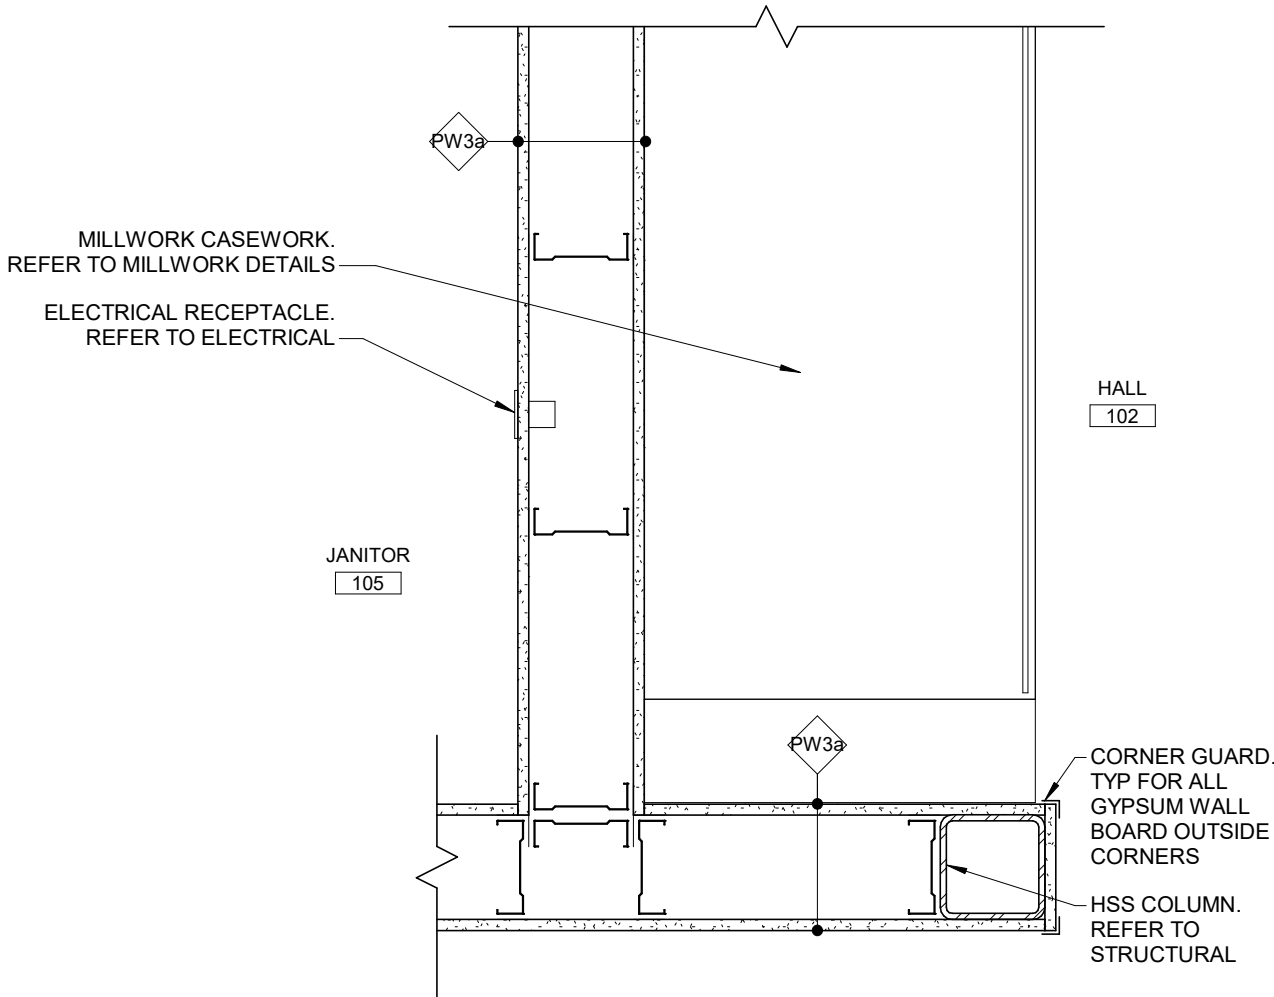 PW3a
MILLWORK CASEWORK.
REFER TO MILLWORK DETAILS
ELECTRICAL RECEPTACLE.
REFER TO ELECTRICAL
HALL
102
JANITOR
105
PW3a
CORNER GUARD.
TYP FOR ALL
GYPSUM WALL
BOARD OUTSIDE
CORNERS
HSS COLUMN.
REFER TO
STRUCTURAL